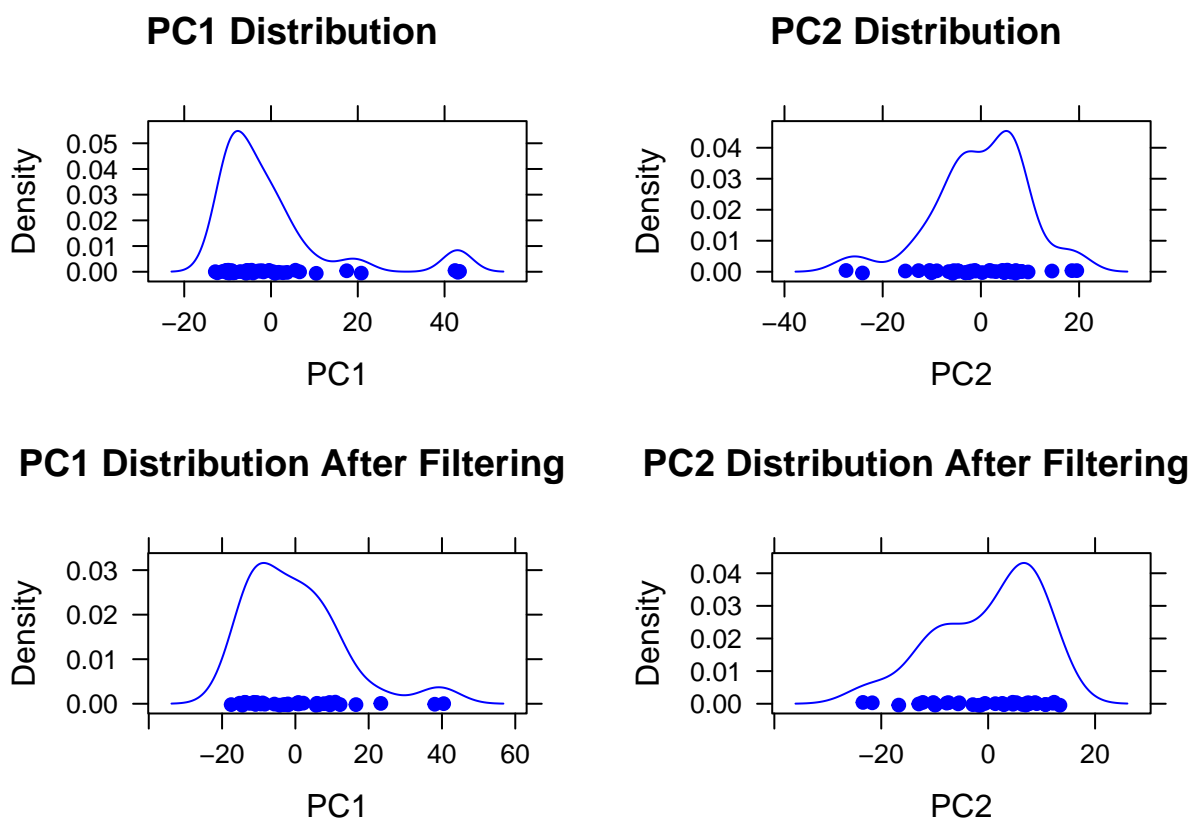 PC1 Distribution
PC2 Distribution
Density
0.05
0.04
0.03
0.02
0.01
0.00
−20 0 20 40
PC1
Density
0.04
0.03
0.02
0.01
0.00
−40 −20 0 20
PC2
PC1 Distribution After Filtering
PC2 Distribution After Filtering
Density
0.03
0.02
0.01
0.00
−20 0 20 40 60
PC1
Density
0.04
0.03
0.02
0.01
0.00
−20 0 20
PC2